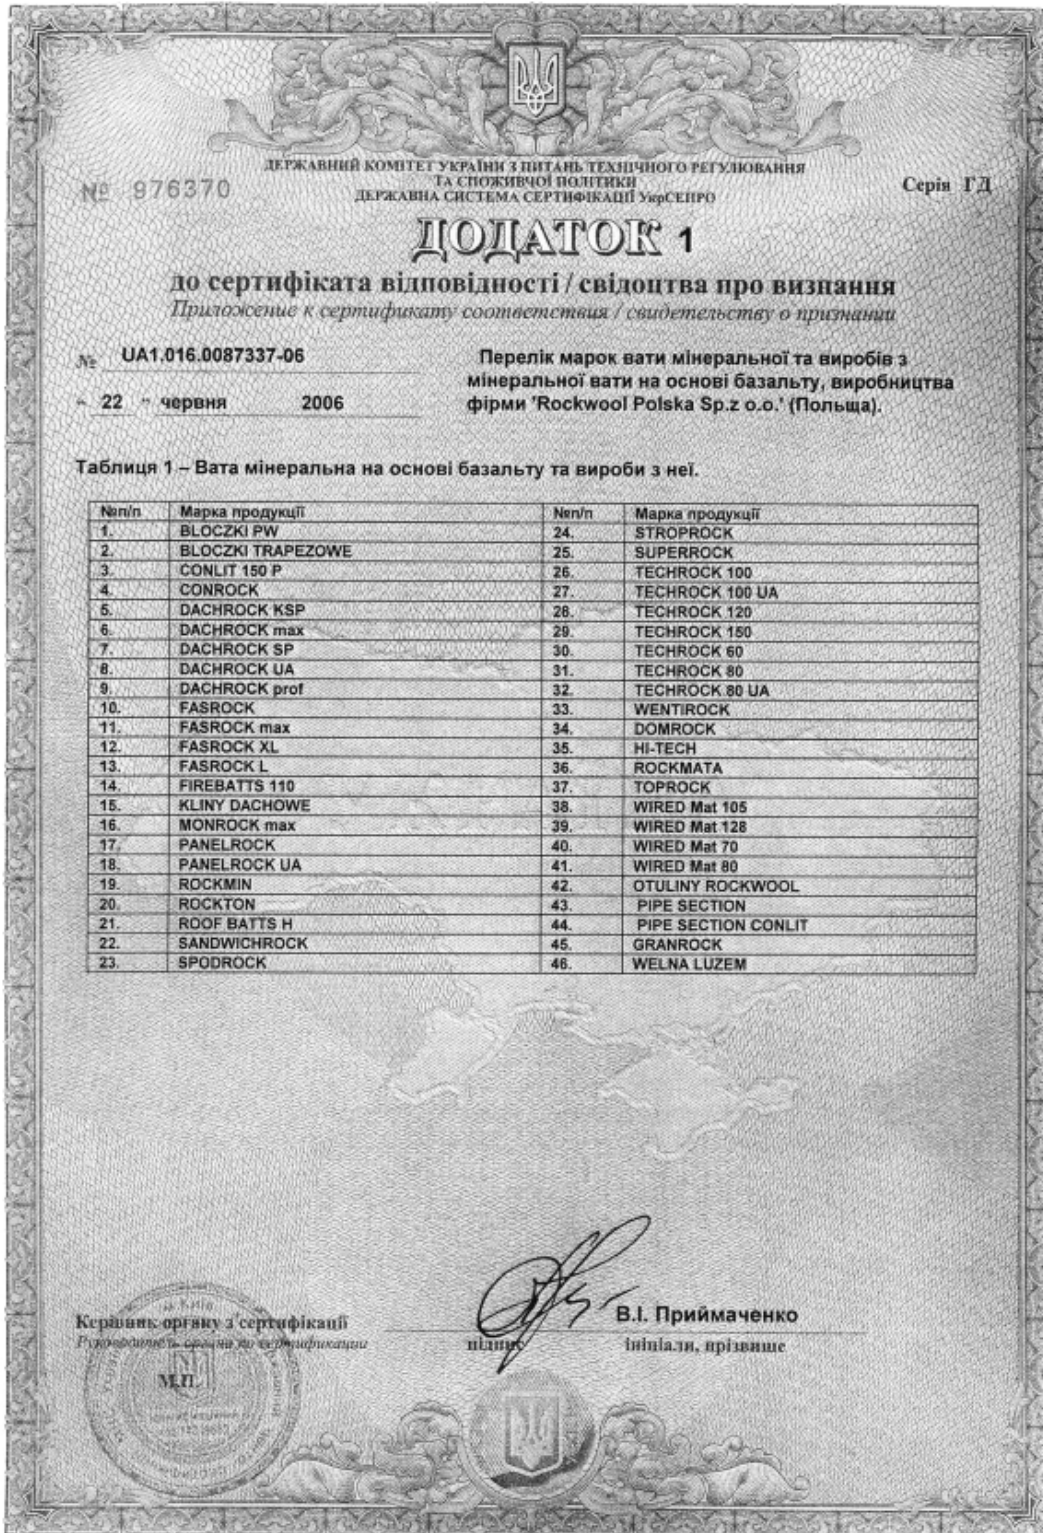 ДЕРЖАВНИЙ КОМІТЕТ УКРАЇНИ З ПИТАНЬ ТЕХНІЧНОГО РЕГУЛЮВАННЯ
ТА СПОЖИВЧОЇ ПОЛІТИКИ
ДЕРЖАВНА СИСТЕМА СЕРТИФІКАЦІЇ УкрСЕПРО
№ 976370
Серія ГД
ДОДАТОК 1
до сертифіката відповідності / свідоцтва про визнання
Приложение к сертификату соответствия / свидетельству о признании
№ UA1.016.0087337-06
" 22 " червня 2006
Перелік марок вати мінеральної та виробів з
мінеральної вати на основі базальту, виробництва
фірми 'Rockwool Polska Sp.z o.o.' (Польща).
Таблиця 1 – Вата мінеральна на основі базальту та вироби з неї.
№п/п Марка продукції №п/п Марка продукції
1. BLOCZKI PW 24. STROPROCK
2. BLOCZKI TRAPEZOWE 25. SUPERROCK
3. CONLIT 150 P 26. TECHROCK 100
4. CONROCK 27. TECHROCK 100 UA
5. DACHROCK KSP 28. TECHROCK 120
6. DACHROCK max 29. TECHROCK 150
7. DACHROCK SP 30. TECHROCK 60
8. DACHROCK UA 31. TECHROCK 80
9. DACHROCK prof 32. TECHROCK 80 UA
10. FASROCK 33. WENTIROCK
11. FASROCK max 34. DOMROCK
12. FASROCK XL 35. HI-TECH
13. FASROCK L 36. ROCKMATA
14. FIREBATTS 110 37. TOPROCK
15. KLINY DACHOWE 38. WIRED Mat 105
16. MONROCK max 39. WIRED Mat 128
17. PANELROCK 40. WIRED Mat 70
18. PANELROCK UA 41. WIRED Mat 80
19. ROCKMIN 42. OTULINY ROCKWOOL
20. ROCKTON 43. PIPE SECTION
21. ROOF BATTS H 44. PIPE SECTION CONLIT
22. SANDWICHROCK 45. GRANROCK
23. SPODROCK 46. WELNA LUZEM
Керівник органу з сертифікації
Руководитель органа по сертификации
В.І. Приймаченко
підпис
ініціали, прізвище
М.П.